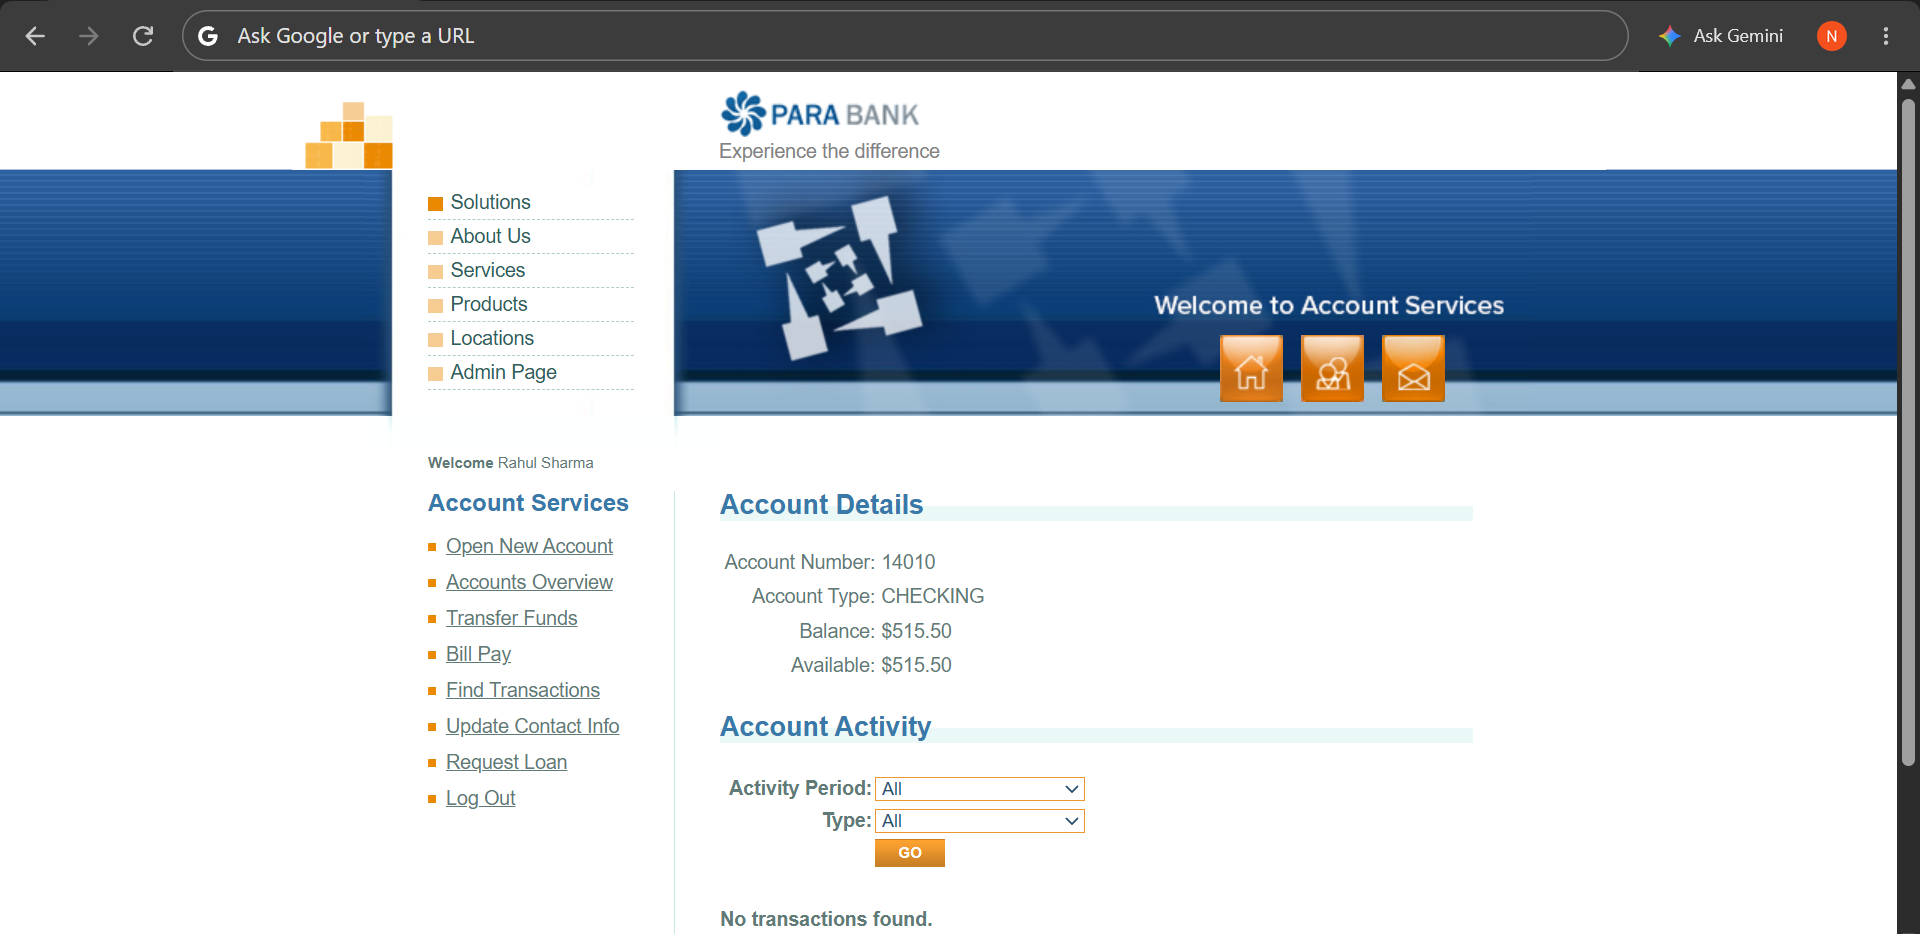 Ask Google or type a URL
Ask Gemini
N
PARA BANK
Experience the difference
Solutions
About Us
Services
Products
Locations
Admin Page
Welcome to Account Services
Welcome Rahul Sharma
Account Services
Open New Account
Accounts Overview
Transfer Funds
Bill Pay
Find Transactions
Update Contact Info
Request Loan
Log Out
Account Details
Account Number: 14010
Account Type: CHECKING
Balance: $515.50
Available: $515.50
Account Activity
Activity Period: All
Type: All
GO
No transactions found.